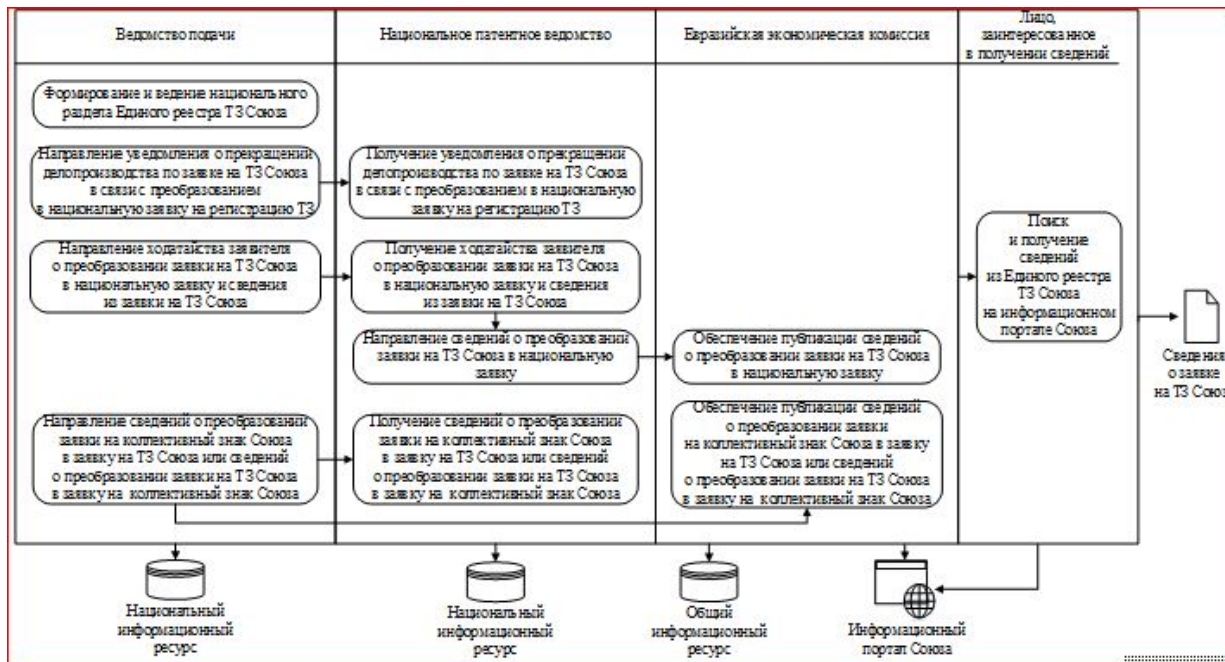 Ведомство подачи
Национальное патентное ведомство
Евразийская экономическая комиссия
Лицо,
заинтересованное
в получении сведений
Формирование и ведение национального
раздела Единого реестра ТЗ Союза
Направление уведомления о прекращении
делопроизводства по заявке на ТЗ Союза
в связи с преобразованием
в национальную заявку на регистрацию ТЗ
Получение уведомления о прекращении
делопроизводства по заявке на ТЗ Союза
в связи с преобразованием в национальную
заявку на регистрацию ТЗ
Направление ходатайства заявителя
о преобразовании заявки на ТЗ Союза
в национальную заявку и сведения
из заявки на ТЗ Союза
Получение ходатайства заявителя
о преобразовании заявки на ТЗ Союза
в национальную заявку и сведения
из заявки на ТЗ Союза
Направление сведений о преобразовании
заявки на ТЗ Союза в национальную
заявку
Обеспечение публикации сведений
о преобразовании заявки на ТЗ Союза
в национальную заявку
Направление сведений о преобразовании
заявки на коллективный знак Союза
в заявку на ТЗ Союза или сведений
о преобразовании заявки на ТЗ Союза
в заявку на коллективный знак Союза
Получение сведений о преобразовании
заявки на коллективный знак Союза
в заявку на ТЗ Союза или сведений
о преобразовании заявки на ТЗ Союза
в заявку на коллективный знак Союза
Обеспечение публикации сведений
о преобразовании заявки
на коллективный знак Союза в заявку
на ТЗ Союза или сведений
о преобразовании заявки на ТЗ Союза
в заявку на коллективный знак Союза
Поиск
и получение
сведений
из Единого реестра
ТЗ Союза
на информационном
портале Союза
Сведения
о заявке
на ТЗ Союз
Национальный
информационный
ресурс
Национальный
информационный
ресурс
Общий
информационный
ресурс
Информационный
портал Союза